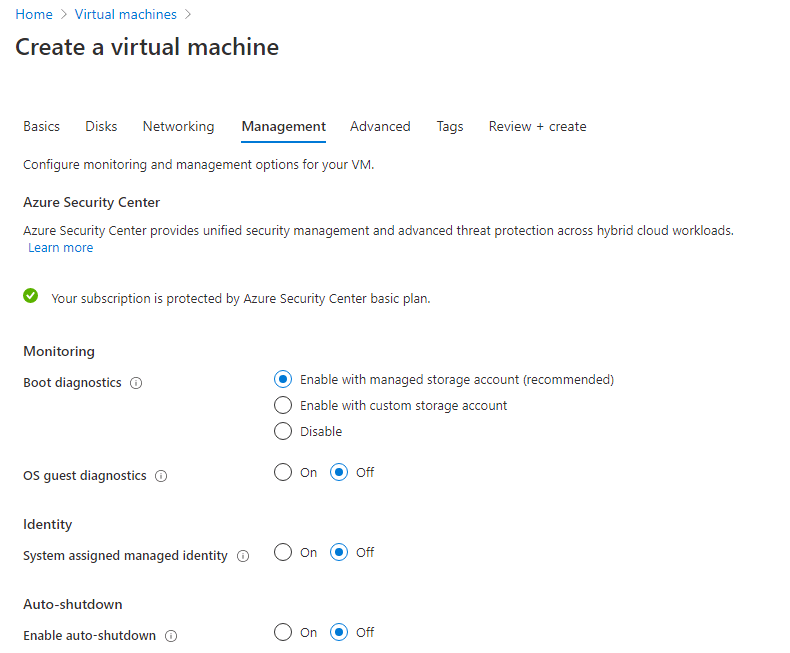 Home > Virtual machines >
Create a virtual machine
Basics Disks Networking Management Advanced Tags Review + create
Configure monitoring and management options for your VM.
Azure Security Center
Azure Security Center provides unified security management and advanced threat protection across hybrid cloud workloads.
Learn more
Your subscription is protected by Azure Security Center basic plan.
Monitoring
Boot diagnostics
Enable with managed storage account (recommended)
Enable with custom storage account
Disable
OS guest diagnostics On Off
Identity
System assigned managed identity On Off
Auto-shutdown
Enable auto-shutdown On Off